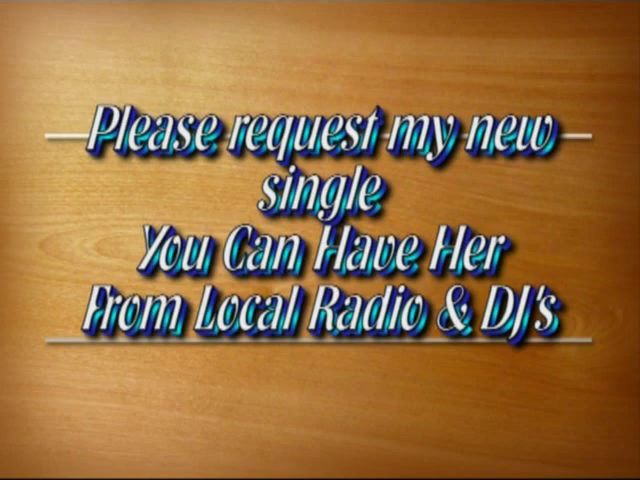 Please request my new
single
You Can Have Her
From Local Radio & DJ's